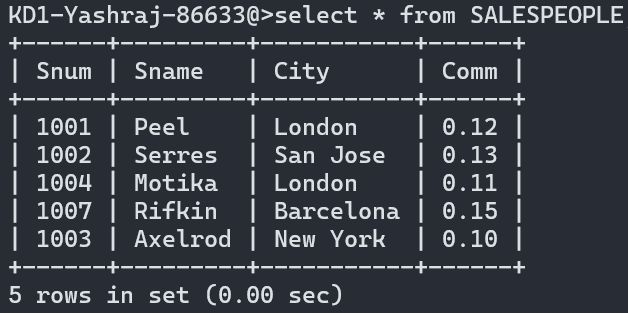 KD1-Yashraj-86633@>select * from SALESPEOPLE
+------+---------+-----------+------+
| Snum | Sname   | City      | Comm |
+------+---------+-----------+------+
| 1001 | Peel    | London    | 0.12 |
| 1002 | Serres  | San Jose  | 0.13 |
| 1004 | Motika  | London    | 0.11 |
| 1007 | Rifkin  | Barcelona | 0.15 |
| 1003 | Axelrod | New York  | 0.10 |
+------+---------+-----------+------+
5 rows in set (0.00 sec)